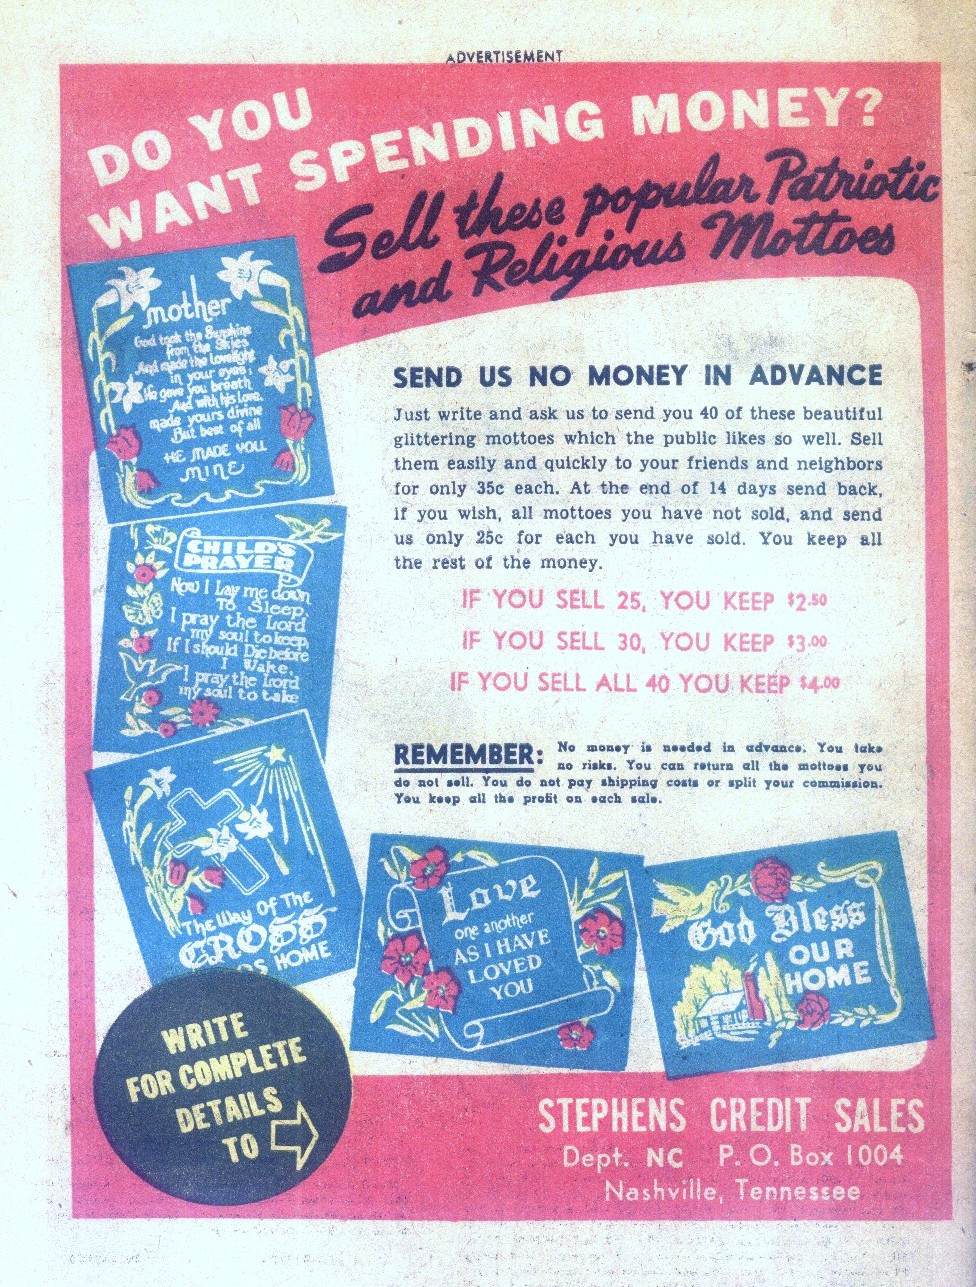 ADVERTISEMENT
DO YOU
WANT SPENDING MONEY?
Sell these popular Patriotic
and Religious Mottoes
mother
God took the Sunshine
from the Skies
And made the lovelight
in your eyes;
He gave you breath
And with his Love,
made yours divine
But best of all
HE MADE YOU
MINE
CHILD'S
PRAYER
Now I Lay me down
To Sleep,
I pray the Lord
my soul to keep,
If I should Die before
I Wake,
I pray the Lord
my soul to take
The Way Of The
CROSS
DS HOME
SEND US NO MONEY IN ADVANCE
Just write and ask us to send you 40 of these beautiful
glittering mottoes which the public likes so well. Sell
them easily and quickly to your friends and neighbors
for only 35c each. At the end of 14 days send back,
if you wish, all mottoes you have not sold, and send
us only 25c for each you have sold. You keep all
the rest of the money.
IF YOU SELL 25, YOU KEEP $2.50
IF YOU SELL 30, YOU KEEP $3.00
IF YOU SELL ALL 40 YOU KEEP $4.00
REMEMBER: No money is needed in advance. You take
no risks. You can return all the mottoes you
do not sell. You do not pay shipping costs or split your commission.
You keep all the profit on each sale.
Love
one another
AS I HAVE
LOVED
YOU
God Bless
OUR
HOME
WRITE
FOR COMPLETE
DETAILS
TO
STEPHENS CREDIT SALES
Dept. NC P. O. Box 1004
Nashville, Tennessee